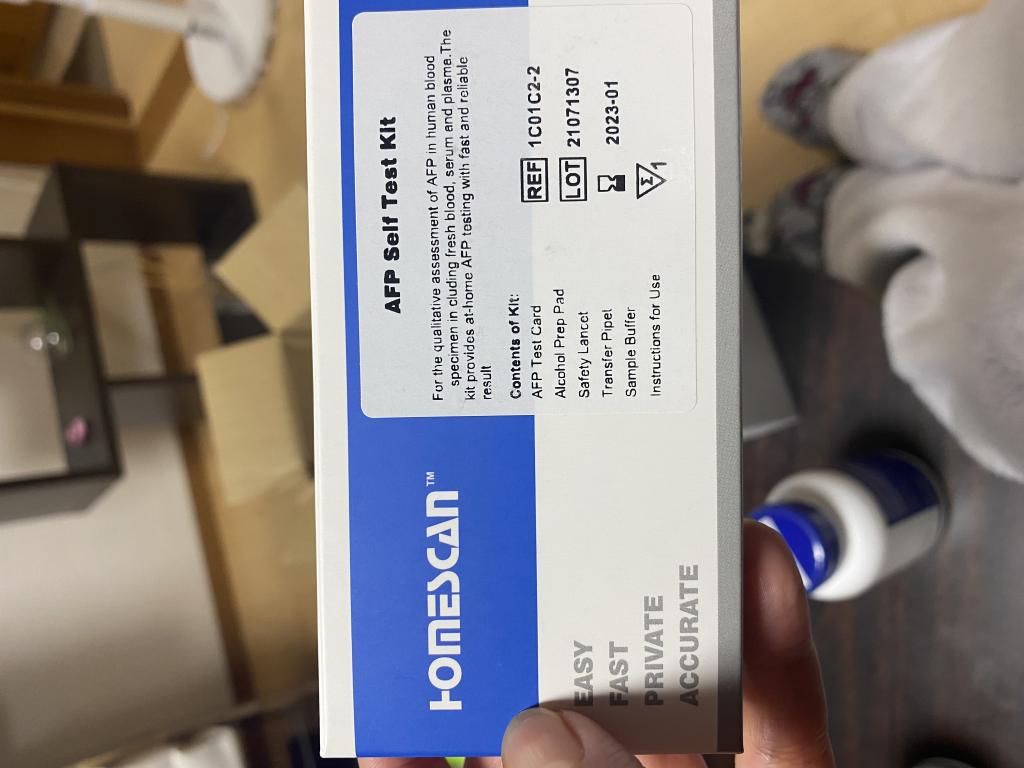 AFP Self Test Kit
For the qualitative assessment of AFP in human blood
specimen in cluding fresh blood, serum and plasme.The
kit provides at-home AFP testing with fast and reliable
result
Contents of Kit:
AFP Test Card
Alcohol Prep Pad
Safety Lancet
Transfer Pipet
Sample Buffer
Instructions for Use
REF 1C01C2-2
LOT 21071307
2023-01
Σ 1
HOMESCAN™
EASY
FAST
PRIVATE
ACCURATE